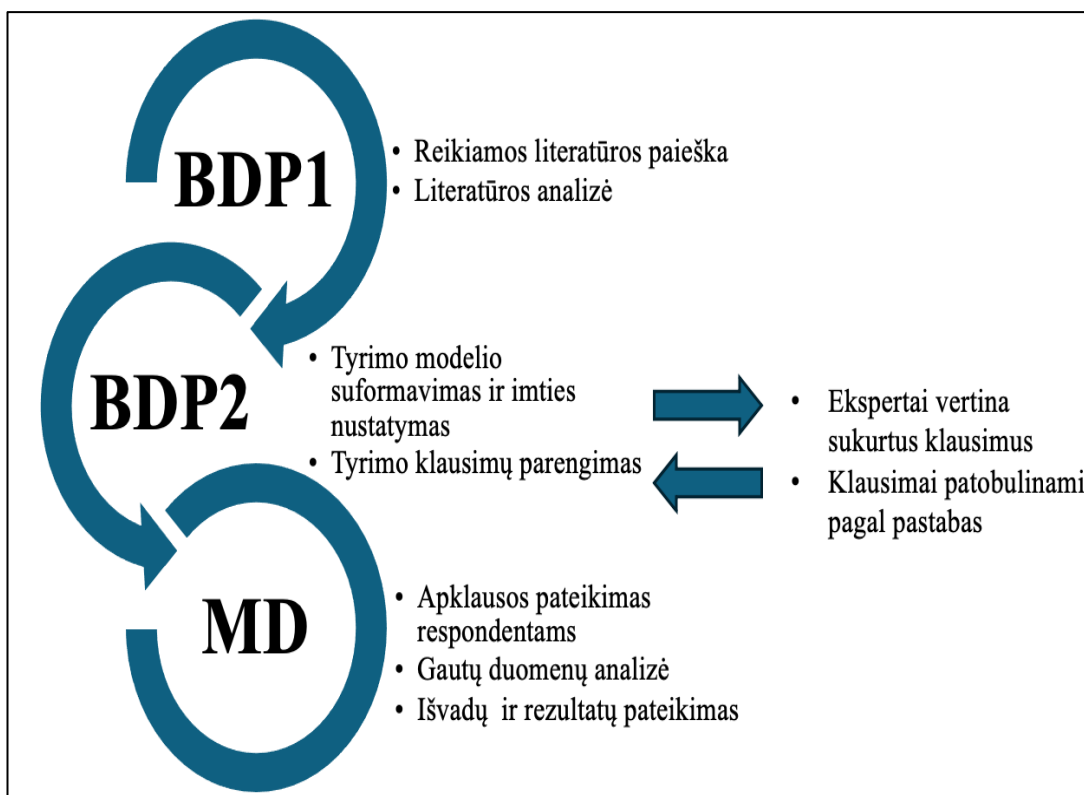 BDP1
• Reikiamos literatūros paieška
• Literatūros analizė
BDP2
• Tyrimo modelio
suformavimas ir imties
nustatymas
• Tyrimo klausimų parengimas
• Ekspertai vertina
sukurtus klausimus
• Klausimai patobulinami
pagal pastabas
MD
• Apklausos pateikimas
respondentams
• Gautų duomenų analizė
• Išvadų ir rezultatų pateikimas